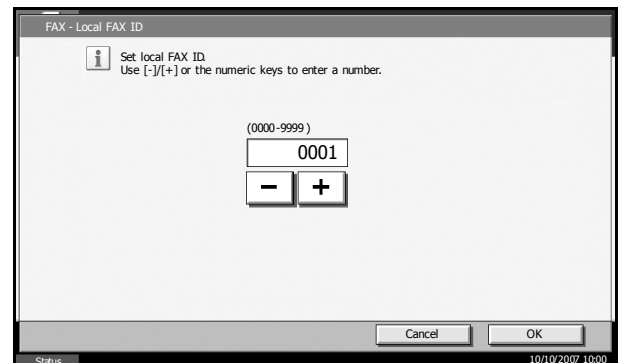 FAX - Local FAX ID
i
Set local FAX ID.
Use [-]/[+] or the numeric keys to enter a number.
(0000-9999)
0001
− +
Cancel OK
Status 10/10/2007 10:00